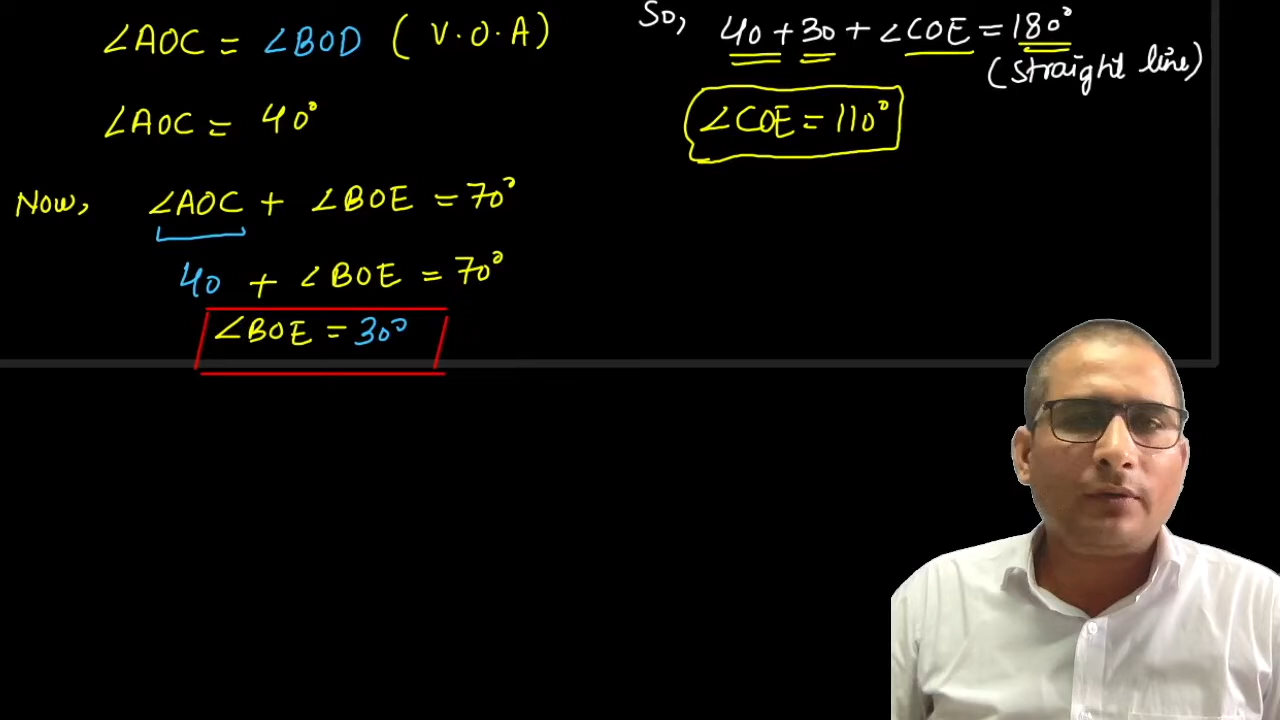 ∠AOC = ∠BOD (V.O.A)
∠AOC = 40°
Now, ∠AOC + ∠BOE = 70°
40 + ∠BOE = 70°
∠BOE = 30°
So, 40 + 30 + ∠COE = 180°
(straight line)
∠COE = 110°